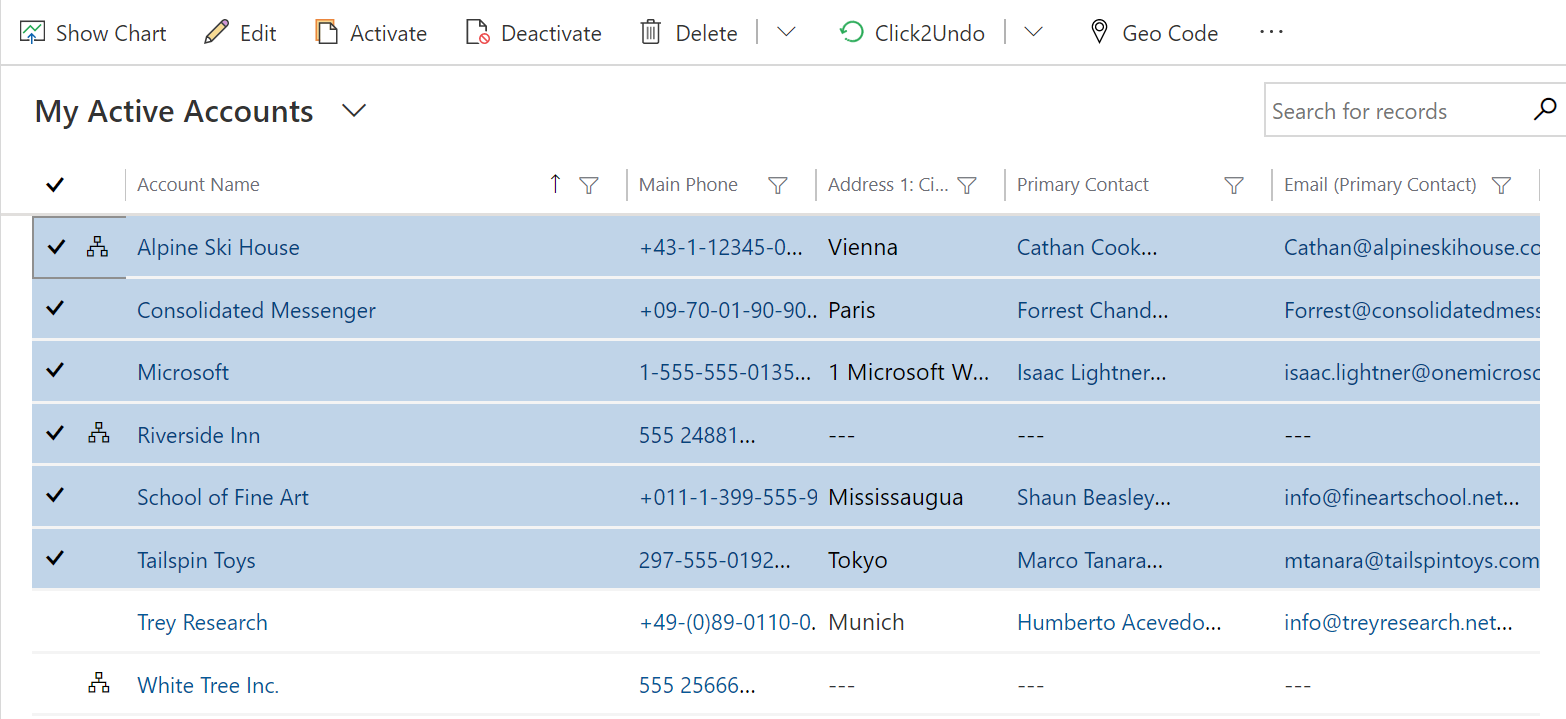 Show Chart Edit Activate Deactivate Delete Click2Undo Geo Code ...
My Active Accounts
Search for records
Account Name Main Phone Address 1: Ci... Primary Contact Email (Primary Contact)
Alpine Ski House +43-1-12345-0... Vienna Cathan Cook... Cathan@alpineskihouse.co
Consolidated Messenger +09-70-01-90-90.. Paris Forrest Chand... Forrest@consolidatedmess
Microsoft 1-555-555-0135... 1 Microsoft W... Isaac Lightner... isaac.lightner@onemicrosc
Riverside Inn 555 24881... --- --- ---
School of Fine Art +011-1-399-555-9 Mississaugua Shaun Beasley... info@fineartschool.net...
Tailspin Toys 297-555-0192... Tokyo Marco Tanara... mtanara@tailspintoys.com
Trey Research +49-(0)89-0110-0. Munich Humberto Acevedo... info@treyresearch.net...
White Tree Inc. 555 25666... --- --- ---